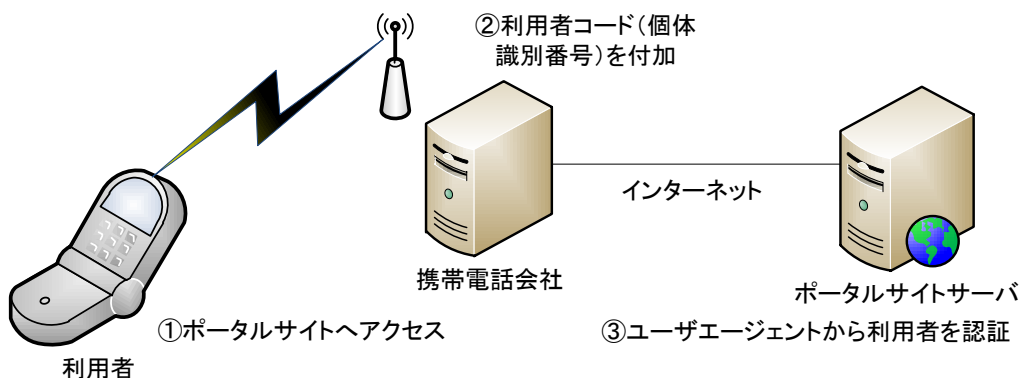 ②利用者コード（個体
識別番号）を付加
インターネット
携帯電話会社
ポータルサイトサーバ
①ポータルサイトへアクセス
③ユーザエージェントから利用者を認証
利用者